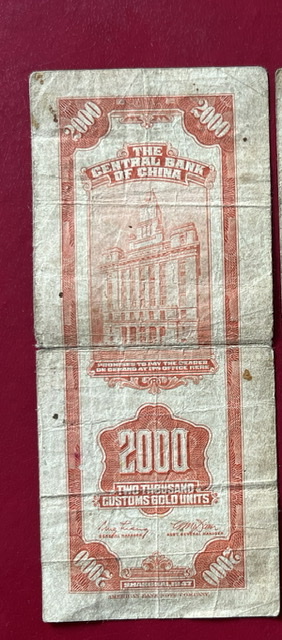 2000 2000
THE
CENTRAL BANK
OF CHINA
PROMISES TO PAY THE BEARER
ON DEMAND AT ITS OFFICE HERE
2000
TWO THOUSAND
CUSTOMS GOLD UNITS
GENERAL MANAGER ASST. GENERAL MANAGER
2000 2000
SHANGHAI, 1947
AMERICAN BANK NOTE COMPANY.